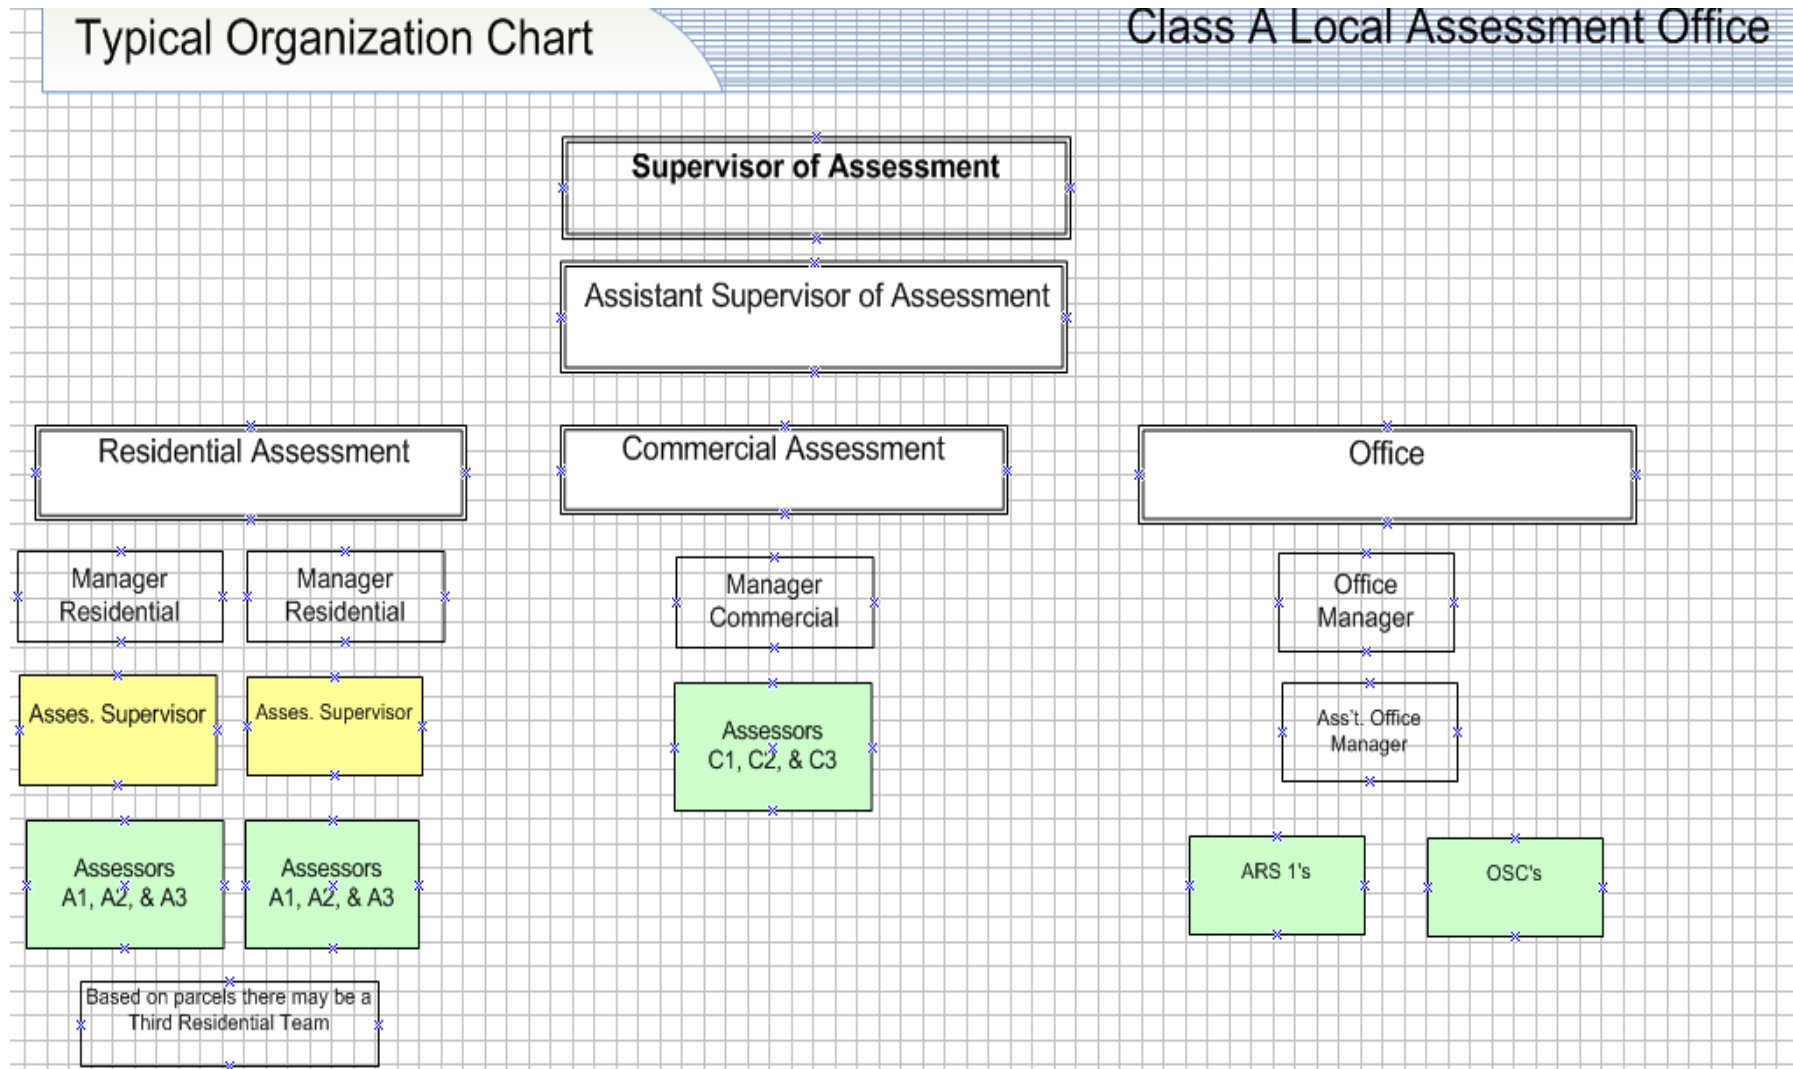 Typical Organization Chart
Class A Local Assessment Office
Supervisor of Assessment
Assistant Supervisor of Assessment
Residential Assessment
Commercial Assessment
Office
Manager
Residential
Manager
Residential
Manager
Commercial
Office
Manager
Asses. Supervisor
Asses. Supervisor
Assessors
C1, C2, & C3
Ass't. Office
Manager
Assessors
A1, A2, & A3
Assessors
A1, A2, & A3
ARS 1's
OSC's
Based on parcels there may be a
Third Residential Team